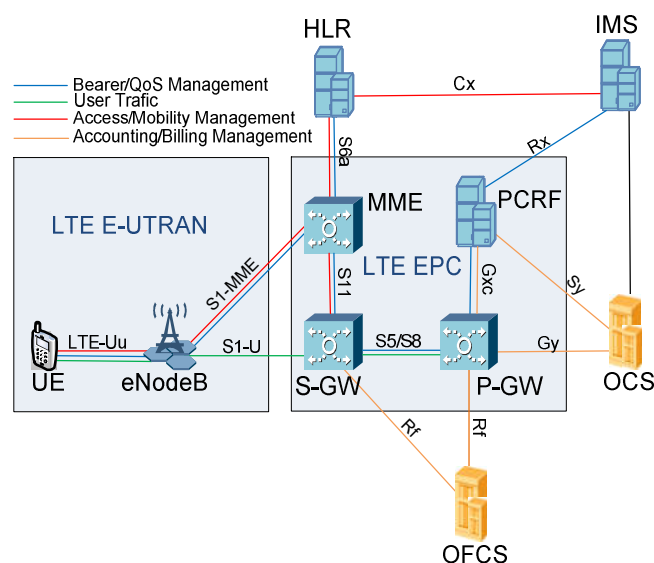 HLR
IMS
Bearer/QoS Management
User Trafic
Access/Mobility Management
Accounting/Billing Management
Cx
S6a
Rx
LTE E-UTRAN
MME
PCRF
LTE EPC
S1-MME
S11
Gxc
Sy
LTE-Uu
S1-U
S5/S8
Gy
UE
eNodeB
S-GW
P-GW
OCS
Rf
Rf
OFCS